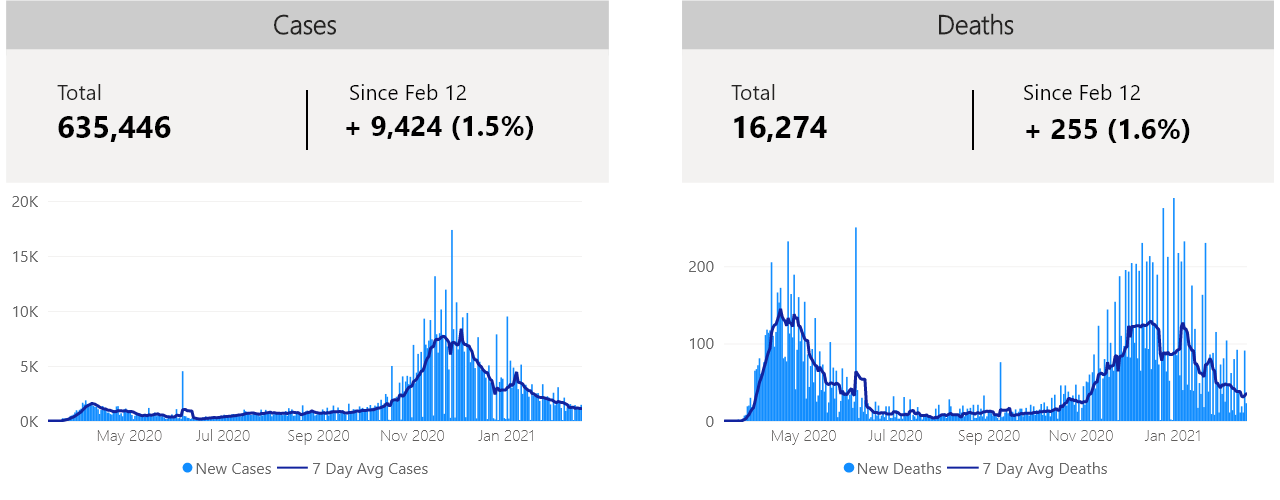 Cases
Total
635,446
Since Feb 12
+ 9,424 (1.5%)
20K
15K
10K
5K
0K
May 2020 Jul 2020 Sep 2020 Nov 2020 Jan 2021
New Cases 7 Day Avg Cases
Deaths
Total
16,274
Since Feb 12
+ 255 (1.6%)
200
100
0
May 2020 Jul 2020 Sep 2020 Nov 2020 Jan 2021
New Deaths 7 Day Avg Deaths